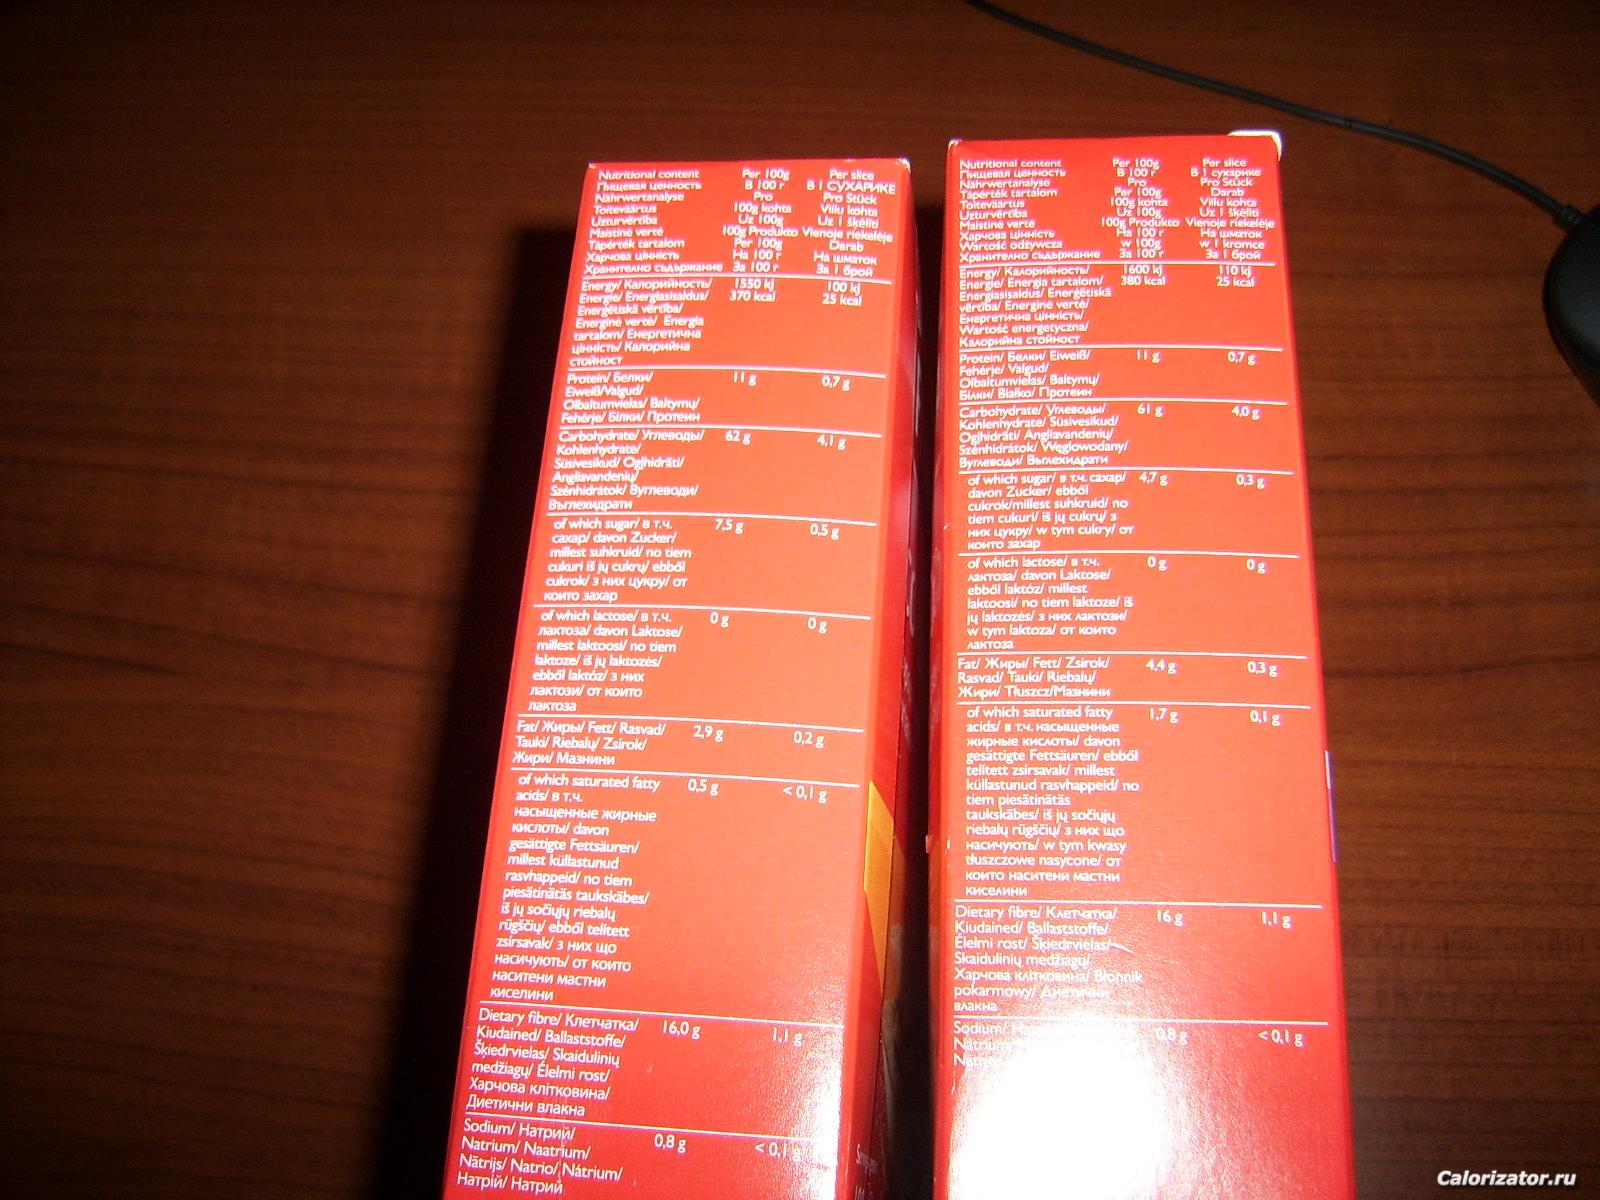 Nutritional content Per 100g Per slice
Пищевая ценность В 100 г В 1 СУХАРИКЕ
Nährwertanalyse Pro Pro Stück
Toiteväärtus 100g kohta Viilu kohta
Uzturvērtība Uz 100g Uz 1 šķēlīti
Maistinė vertė 100g Produkto Vienoje riekelėje
Tápérték tartalom Per 100g Darab
Харчова цінність На 100 г На шматок
Хранително съдържание За 100 г За 1 брой
Energy/ Калорийность/ 1550 kj 100 kj
Energie/ Energiasisaldus/ 370 kcal 25 kcal
Enerģētiskā vērtība/
Energinė vertė/ Energia
tartalom/ Енергетична
цінність/ Калорийна
стойност
Protein/ Белки/ 11 g 0,7 g
Eiweiß/Valgud/
Olbaltumvielas/ Baltymų/
Fehérje/ Білки/ Протеин
Carbohydrate/ Углеводы/ 62 g 4,1 g
Kohlenhydrate/
Süsivesikud/ Ogļhidrāti/
Angliavandenių/
Szénhidrátok/ Вуглеводи/
Въглехидрати
of which sugar/ в т.ч. 7,5 g 0,5 g
сахар/ davon Zucker/
millest suhkruid/ no tiem
cukuri iš jų cukrų/ ebből
cukrok/ з них цукру/ от
които захар
of which lactose/ в т.ч. 0 g 0 g
лактоза/ davon Laktose/
millest laktoosi/ no tiem
laktoze/ iš jų laktozės/
ebből laktóz/ з них
лактози/ от които
лактоза
Fat/ Жиры/ Fett/ Rasvad/ 2,9 g 0,2 g
Tauki/ Riebalų/ Zsírok/
Жири/ Мазнини
of which saturated fatty 0,5 g < 0,1 g
acids/ в т.ч.
насыщенные жирные
кислоты/ davon
gesättigte Fettsäuren/
millest küllastunud
rasvhappeid/ no tiem
piesātinātās taukskābes/
iš jų sočiųjų riebalų
rūgščių/ ebből telített
zsírsavak/ з них що
насичують/ от които
наситени мастни
киселини
Dietary fibre/ Клетчатка/ 16,0 g 1,1 g
Kiudained/ Ballaststoffe/
Šķiedrvielas/ Skaidulinių
medžiagų/ Élelmi rost/
Харчова клітковина/
Диетични влакна
Sodium/ Натрий/ 0,8 g < 0,1 g
Natrium/ Naatrium/
Nātrijs/ Natrio/ Nátrium/
Натрій/ Натрий
Nutritional content Per 100g Per slice
Пищевая ценность В 100 г В 1 сухарике
Nährwertanalyse Pro Pro Stück
Tápérték tartalom Per 100g Darab
Toiteväärtus 100g kohta Viilu kohta
Uzturvērtība Uz 100g Uz 1 šķēlīti
Maistinė vertė 100g Produkto Vienoje riekelėje
Харчова цінність На 100 г На шматок
Wartość odżywcza w 100g w 1 kromce
Хранително съдържание За 100 г За 1 брой
Energy/ Калорийность/ 1600 kj 110 kj
Energie/ Energia tartalom/ 380 kcal 25 kcal
Energiasisaldus/ Enerģētiskā
vērtība/ Energinė vertė/
Енергетична цінність/
Wartość energetyczna/
Калорийна стойност
Protein/ Белки/ Eiweiß/ 11 g 0,7 g
Fehérje/ Valgud/
Olbaltumvielas/ Baltymų/
Білки/ Białko/ Протеин
Carbohydrate/ Углеводы/ 61 g 4,0 g
Kohlenhydrate/ Süsivesikud/
Ogļhidrāti/ Angliavandenių/
Szénhidrátok/ Węglowodany/
Вуглеводи/ Въглехидрати
of which sugar/ в т.ч. сахар/ 4,7 g 0,3 g
davon Zucker/ ebből
cukrok/millest suhkruid/ no
tiem cukuri/ iš jų cukrų/ з
них цукру/ w tym cukry/ от
които захар
of which lactose/ в т.ч. 0 g 0 g
лактоза/ davon Laktose/
ebből laktóz/ millest
laktoosi/ no tiem laktoze/ iš
jų laktozės/ з них лактози/
w tym laktoza/ от които
лактоза
Fat/ Жиры/ Fett/ Zsírok/ 4,4 g 0,3 g
Rasvad/ Tauki/ Riebalų/
Жири/ Tłuszcz/Мазнини
of which saturated fatty 1,7 g 0,1 g
acids/ в т.ч. насыщенные
жирные кислоты/ davon
gesättigte Fettsäuren/ ebből
telített zsírsavak/ millest
küllastunud rasvhappeid/ no
tiem piesātinātās
taukskābes/ iš jų sočiųjų
riebalų rūgščių/ з них що
насичують/ w tym kwasy
tłuszczowe nasycone/ от
които наситени мастни
киселини
Dietary fibre/ Клетчатка/ 16 g 1,1 g
Kiudained/ Ballaststoffe/
Élelmi rost/ Šķiedrvielas/
Skaidulinių medžiagų/
Харчова клітковина/ Błonnik
pokarmowy/ Диетични
влакна
Sodium/ 0,8 g < 0,1 g
Calorizator.ru